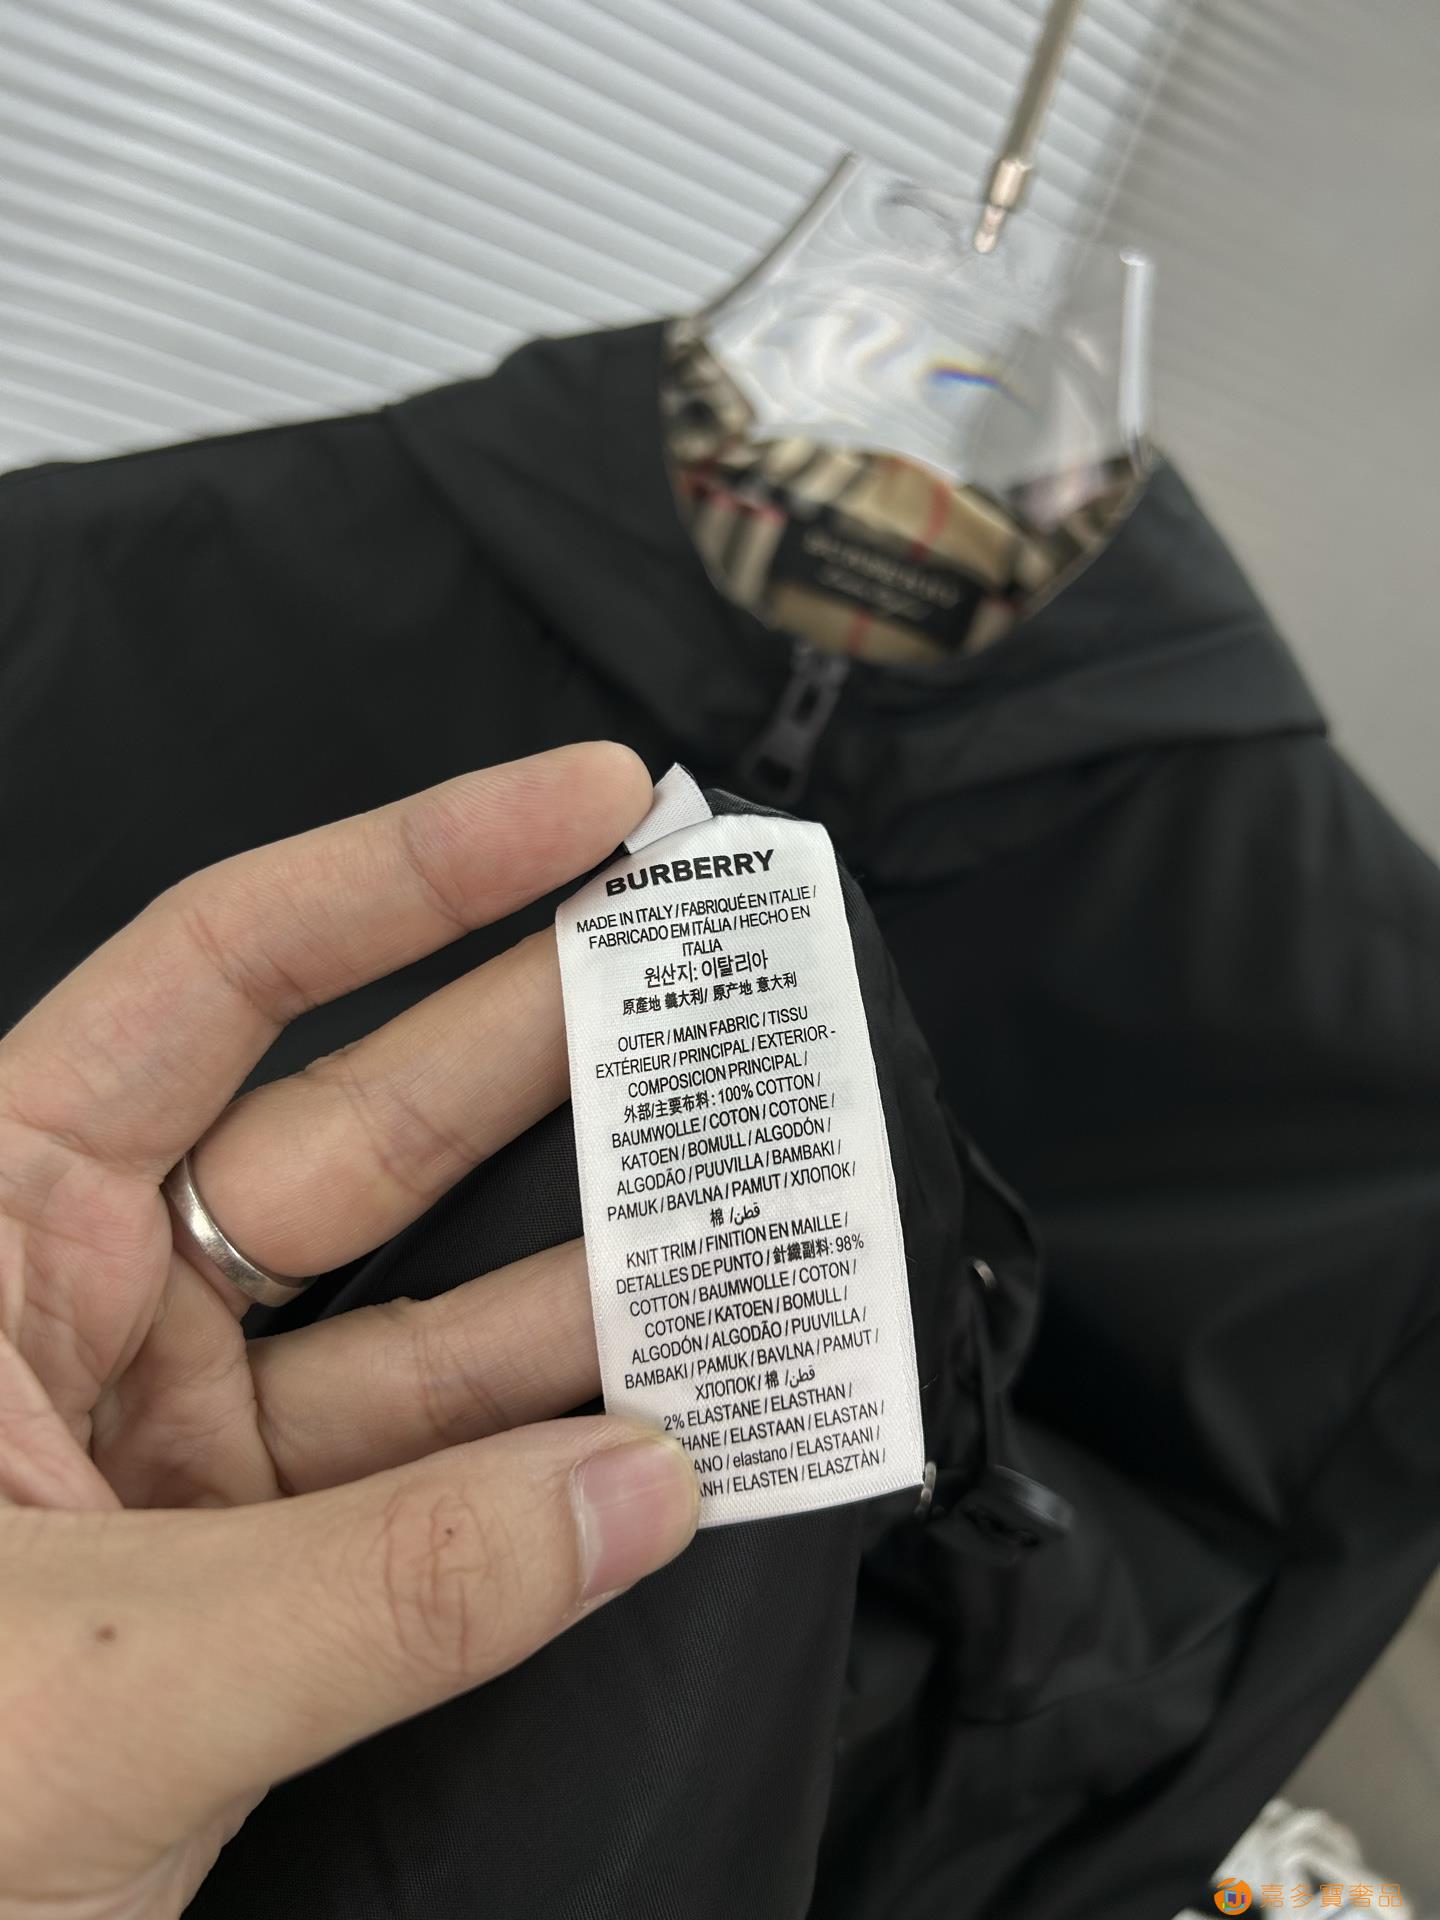 BURBERRY
MADE IN ITALY / FABRIQUÉ EN ITALIE /
FABRICADO EM ITÁLIA / HECHO EN
ITALIA
원산지: 이탈리아
原產地 義大利/ 原产地 意大利
OUTER / MAIN FABRIC / TISSU
EXTÉRIEUR / PRINCIPAL / EXTERIOR -
COMPOSICION PRINCIPAL /
外部/主要布料: 100% COTTON /
BAUMWOLLE / COTON / COTONE /
KATOEN / BOMULL / ALGODÓN /
ALGODÃO / PUUVILLA / BAMBAKI /
PAMUK / BAVLNA / PAMUT / ХЛОПОК /
棉 /قطن
KNIT TRIM / FINITION EN MAILLE /
DETALLES DE PUNTO / 針織副料: 98%
COTTON / BAUMWOLLE / COTON /
COTONE / KATOEN / BOMULL /
ALGODÓN / ALGODÃO / PUUVILLA /
BAMBAKI / PAMUK / BAVLNA / PAMUT /
ХЛОПОК / 棉 /قطن
2% ELASTANE / ELASTHAN /
THANE / ELASTAAN / ELASTAN /
ANO / elastano / ELASTAANI /
ANH / ELASTEN / ELASZTÀN /
BURBERRY
嘉多寶奢品